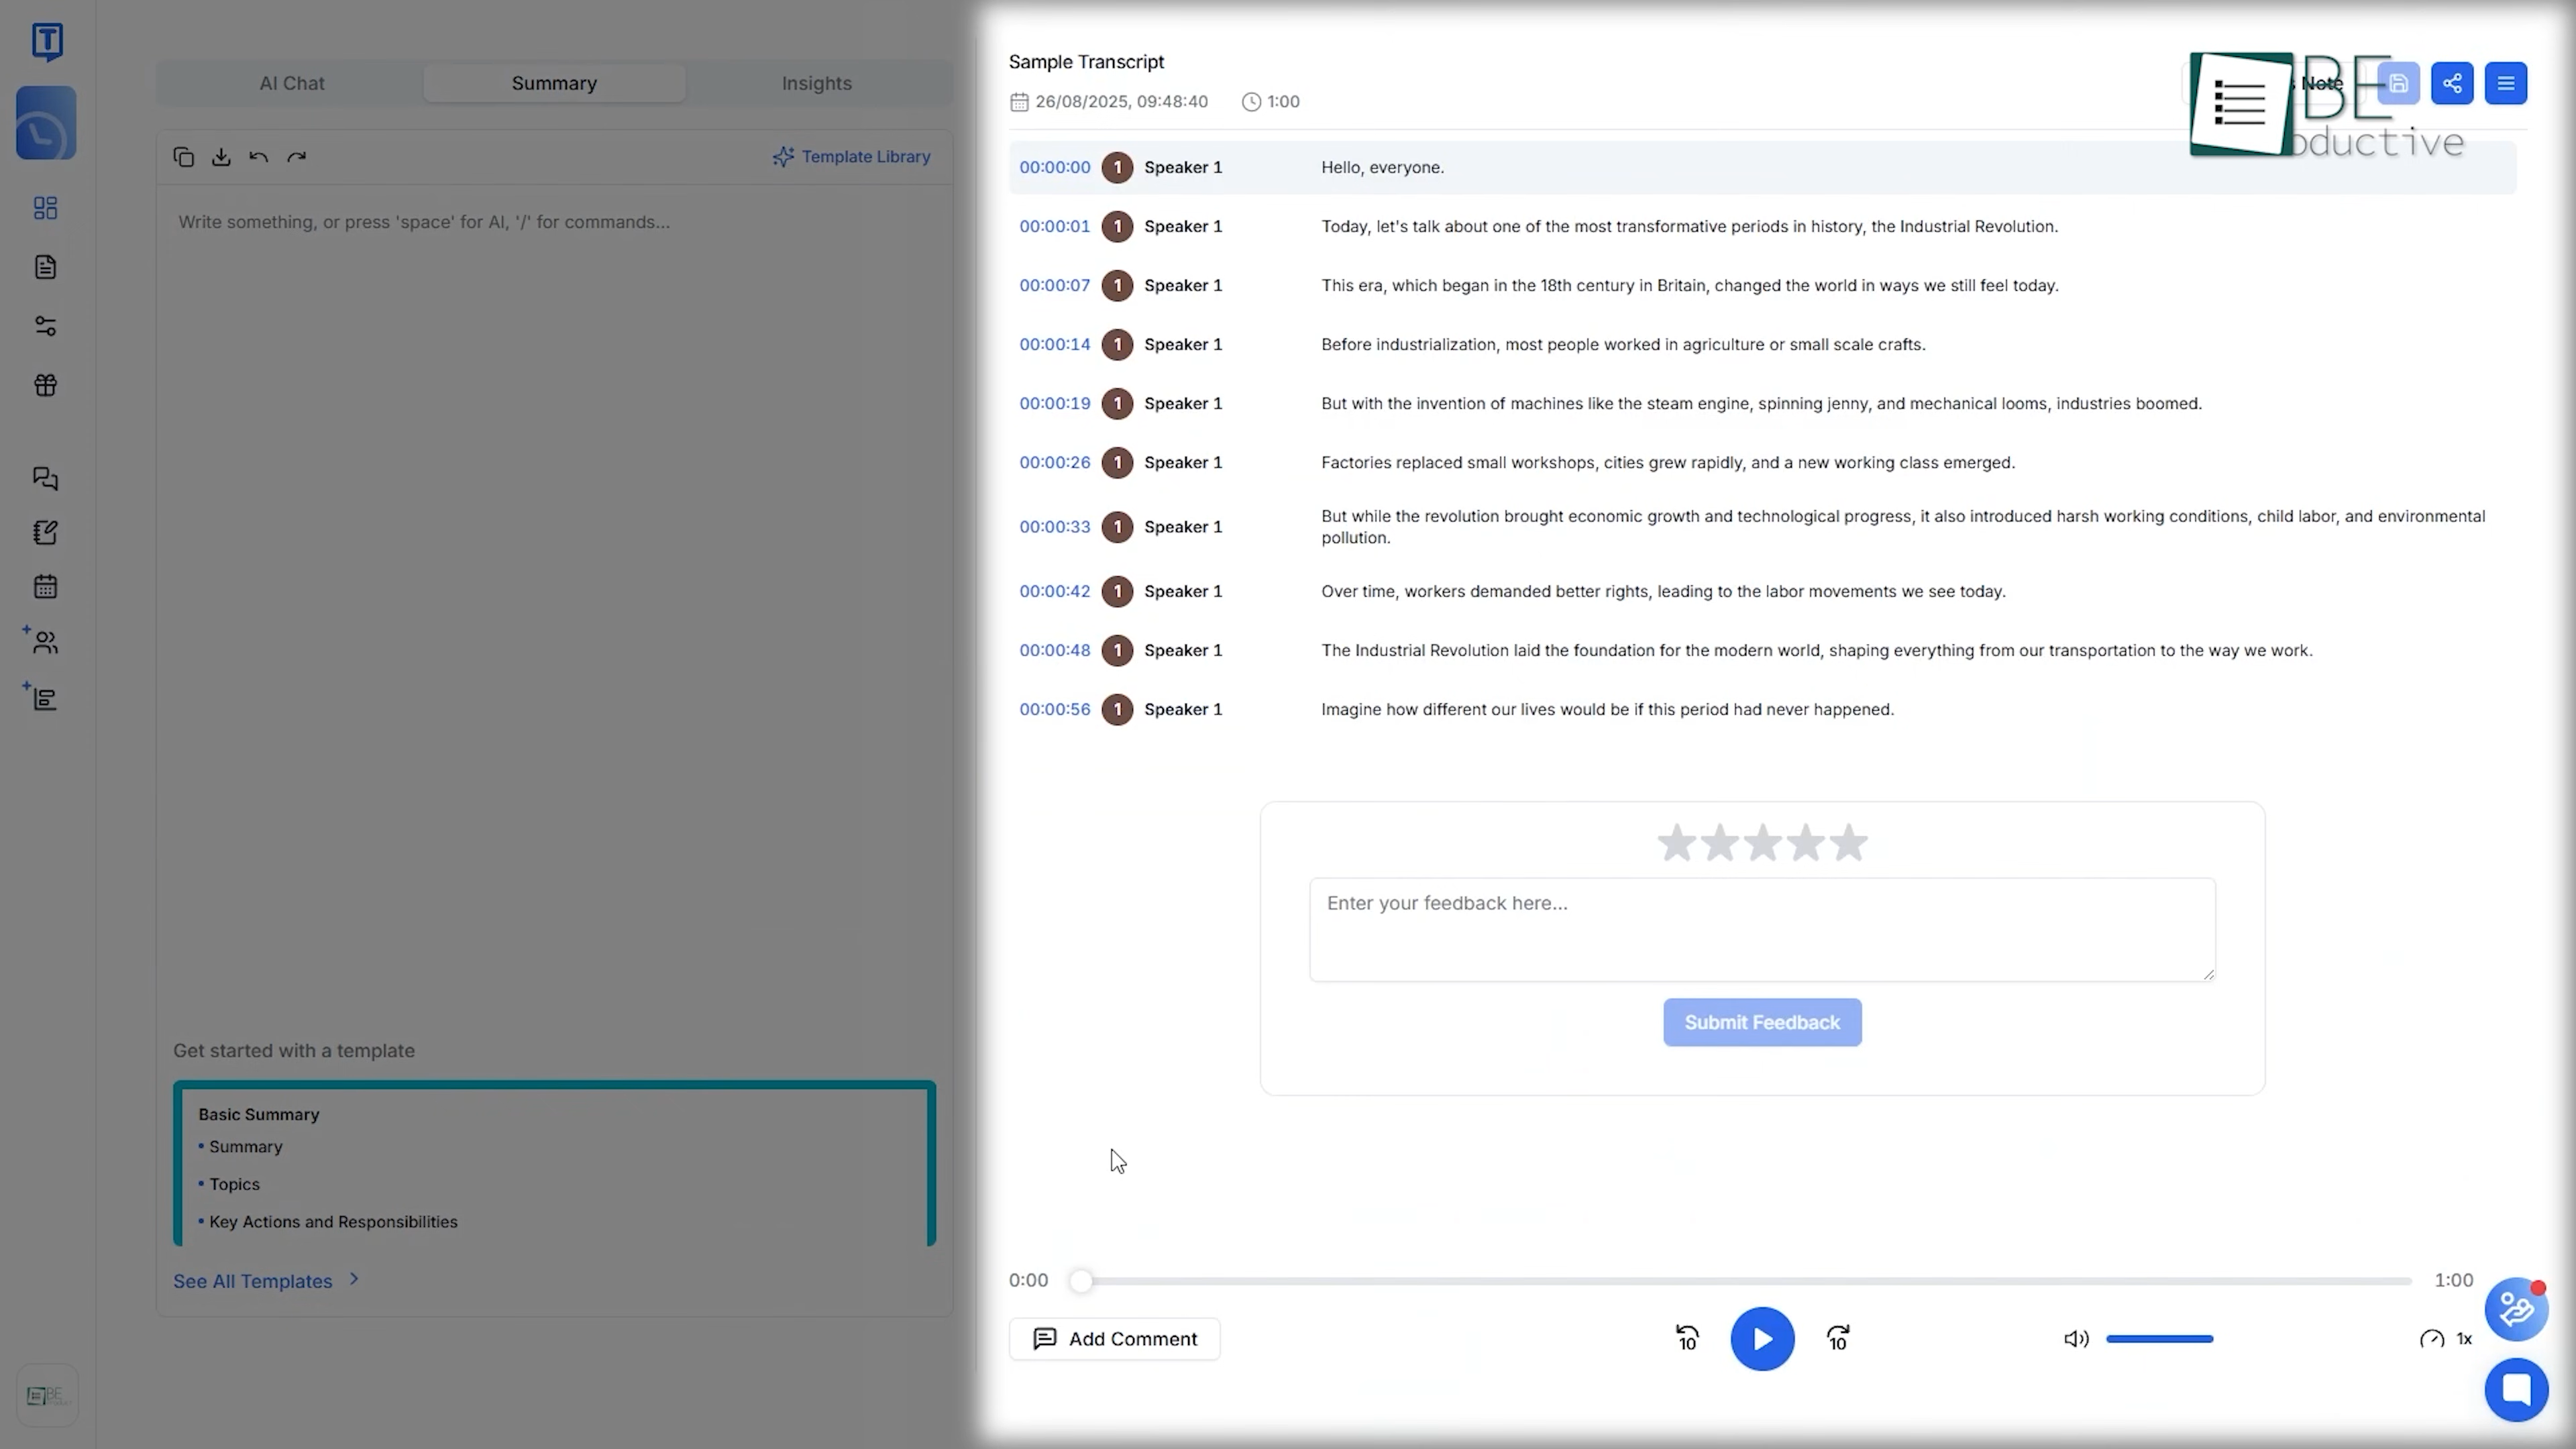 AI Chat
Summary
Insights
Template Library
Write something, or press 'space' for AI, '/' for commands...
Get started with a template
Basic Summary
• Summary
• Topics
• Key Actions and Responsibilities
See All Templates
Sample Transcript
26/08/2025, 09:48:40 1:00
Note
BE
oductive
00:00:00 1 Speaker 1 Hello, everyone.
00:00:01 1 Speaker 1 Today, let's talk about one of the most transformative periods in history, the Industrial Revolution.
00:00:07 1 Speaker 1 This era, which began in the 18th century in Britain, changed the world in ways we still feel today.
00:00:14 1 Speaker 1 Before industrialization, most people worked in agriculture or small scale crafts.
00:00:19 1 Speaker 1 But with the invention of machines like the steam engine, spinning jenny, and mechanical looms, industries boomed.
00:00:26 1 Speaker 1 Factories replaced small workshops, cities grew rapidly, and a new working class emerged.
00:00:33 1 Speaker 1 But while the revolution brought economic growth and technological progress, it also introduced harsh working conditions, child labor, and environmental
pollution.
00:00:42 1 Speaker 1 Over time, workers demanded better rights, leading to the labor movements we see today.
00:00:48 1 Speaker 1 The Industrial Revolution laid the foundation for the modern world, shaping everything from our transportation to the way we work.
00:00:56 1 Speaker 1 Imagine how different our lives would be if this period had never happened.
Enter your feedback here...
Submit Feedback
0:00
1:00
Add Comment
10
10
1x